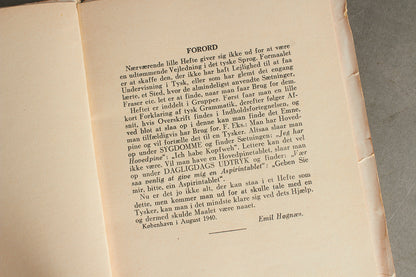 FORORD
Nærværende lille Hefte giver sig ikke ud for at være
en udtømmende Vejledning i det tyske Sprog. Formaalet
er at skaffe den, der ikke har haft Lejlighed til at faa
Undervisning i Tysk, eller som har glemt det engang
lærte, et Sted, hvor de almindeligst anvendte Sætninger,
Fraser etc. let er at finde, naar man faar Brug for dem.
Heftet er inddelt i Grupper. Først faar man en lille
kort Forklaring af tysk Grammatik, derefter følger Af-
snit, hvis Overskrift findes i Indholdsfortegnelsen, og
ved blot at slaa op i denne kan man finde det Emne,
man tilfældigvis har Brug for. F. Eks.: Man har Hoved-
pine og vil fortælle det til en Tysker. Altsaa slaar man
op under SYGDOMME og finder Sætningen: „Jeg har
Hovedpine": „Ich habe Kopfweh". Lettere kan det vel
ikke være. Vil man have en Hovedpinetablet, slaar man
op under DAGLIGDAGS UDTRYK og finder: „Vær
saa venlig at give mig en Aspirintablet": „Geben Sie
mir, bitte, ein Aspirintablet".
Nu er det jo ikke alt, der kan staa i et Hefte som
dette, men kommer man ud for at skulle tale med en
Tysker, kan man i det mindste klare sig ved dets Hjælp,
og dermed skulde Maalet være naaet.
København i August 1940.
Emil Høgnær.